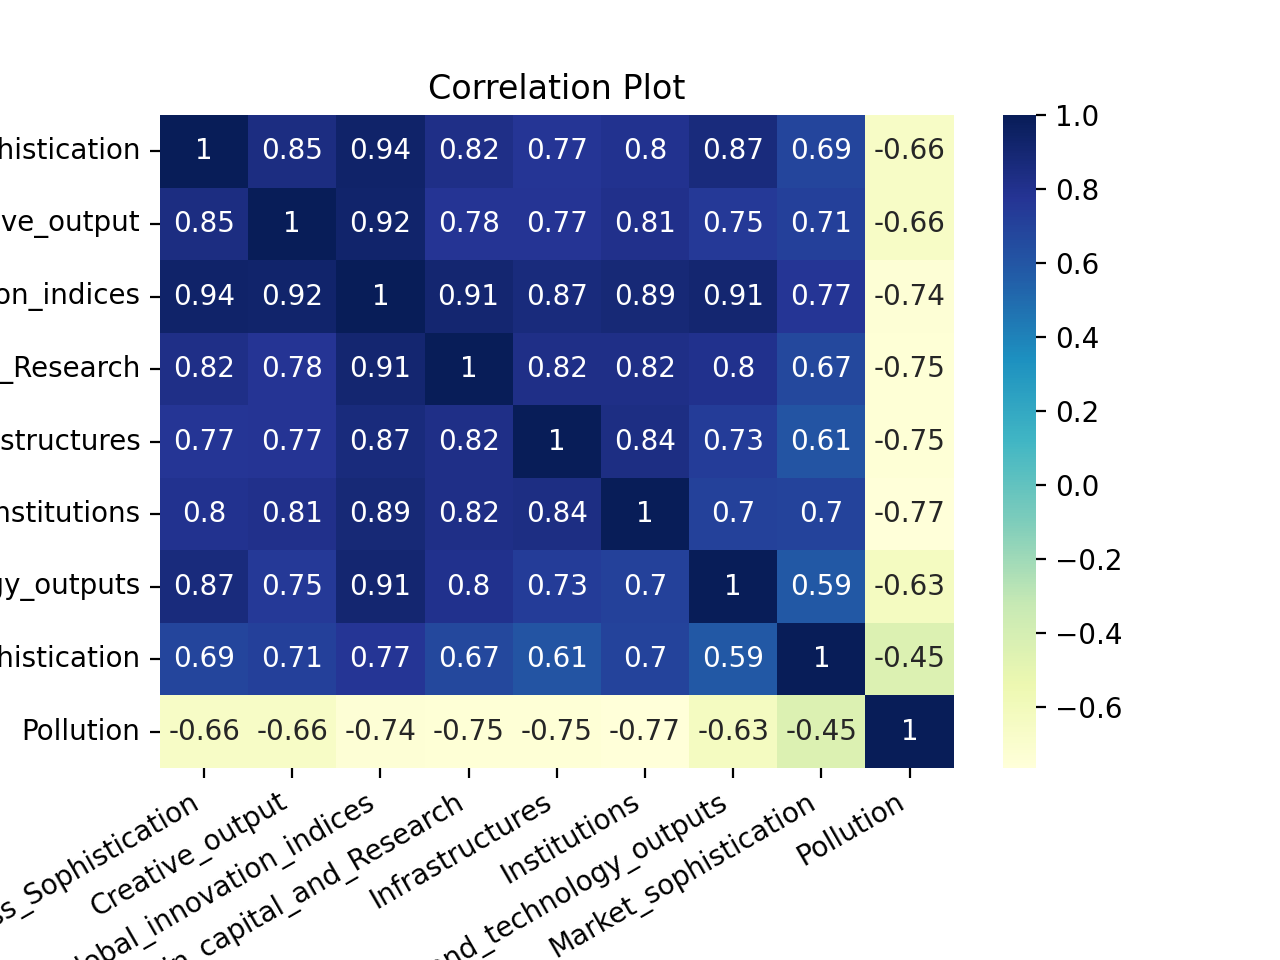 Correlation Plot
histication 1 0.85 0.94 0.82 0.77 0.8 0.87 0.69 -0.66
ve_output 0.85 1 0.92 0.78 0.77 0.81 0.75 0.71 -0.66
on_indices 0.94 0.92 1 0.91 0.87 0.89 0.91 0.77 -0.74
_Research 0.82 0.78 0.91 1 0.82 0.82 0.8 0.67 -0.75
structures 0.77 0.77 0.87 0.82 1 0.84 0.73 0.61 -0.75
nstitutions 0.8 0.81 0.89 0.82 0.84 1 0.7 0.7 -0.77
gy_outputs 0.87 0.75 0.91 0.8 0.73 0.7 1 0.59 -0.63
histication 0.69 0.71 0.77 0.67 0.61 0.7 0.59 1 -0.45
Pollution -0.66 -0.66 -0.74 -0.75 -0.75 -0.77 -0.63 -0.45 1
ss_Sophistication
Creative_output
lobal_innovation_indices
in_capital_and_Research
Infrastructures
Institutions
and_technology_outputs
Market_sophistication
Pollution
1.0
0.8
0.6
0.4
0.2
0.0
−0.2
−0.4
−0.6